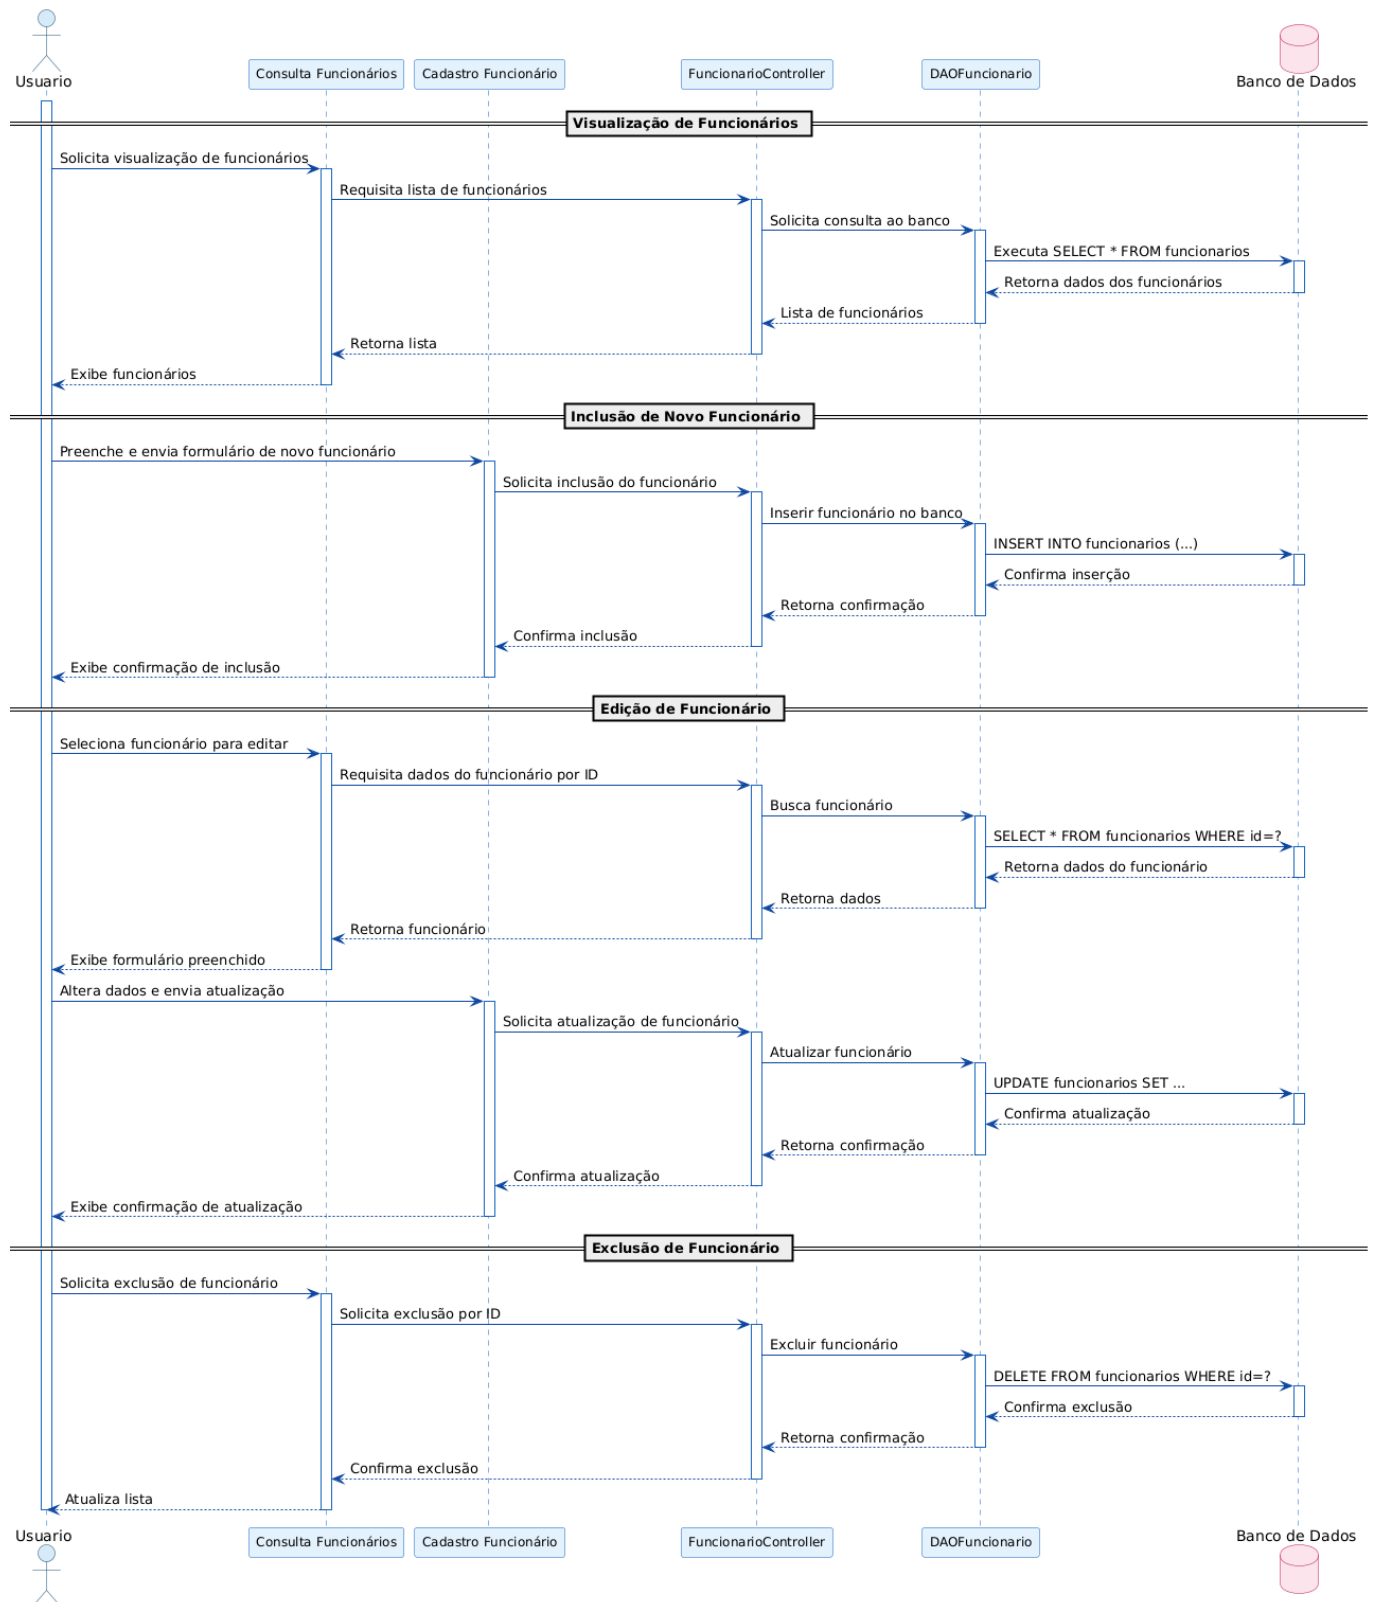 Usuario
Consulta Funcionários
Cadastro Funcionário
FuncionarioController
DAOFuncionario
Banco de Dados
Visualização de Funcionários
Solicita visualização de funcionários
Requisita lista de funcionários
Solicita consulta ao banco
Executa SELECT * FROM funcionarios
Retorna dados dos funcionários
Lista de funcionários
Retorna lista
Exibe funcionários
Inclusão de Novo Funcionário
Preenche e envia formulário de novo funcionário
Solicita inclusão do funcionário
Inserir funcionário no banco
INSERT INTO funcionarios (...)
Confirma inserção
Retorna confirmação
Confirma inclusão
Exibe confirmação de inclusão
Edição de Funcionário
Seleciona funcionário para editar
Requisita dados do funcionário por ID
Busca funcionário
SELECT * FROM funcionarios WHERE id=?
Retorna dados do funcionário
Retorna dados
Retorna funcionário
Exibe formulário preenchido
Altera dados e envia atualização
Solicita atualização de funcionário
Atualizar funcionário
UPDATE funcionarios SET ...
Confirma atualização
Retorna confirmação
Confirma atualização
Exibe confirmação de atualização
Exclusão de Funcionário
Solicita exclusão de funcionário
Solicita exclusão por ID
Excluir funcionário
DELETE FROM funcionarios WHERE id=?
Confirma exclusão
Retorna confirmação
Confirma exclusão
Atualiza lista
Usuario
Consulta Funcionários
Cadastro Funcionário
FuncionarioController
DAOFuncionario
Banco de Dados